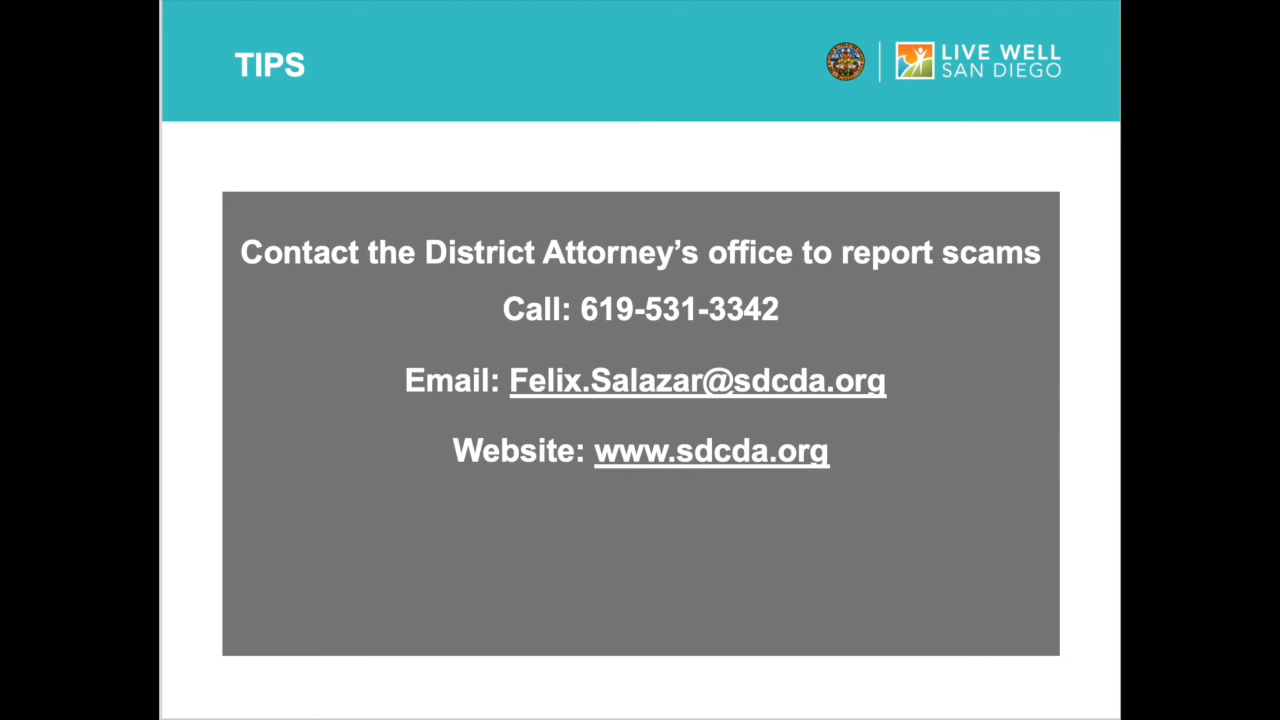 TIPS
LIVE WELL
SAN DIEGO
Contact the District Attorney’s office to report scams
Call: 619-531-3342
Email: Felix.Salazar@sdcda.org
Website: www.sdcda.org